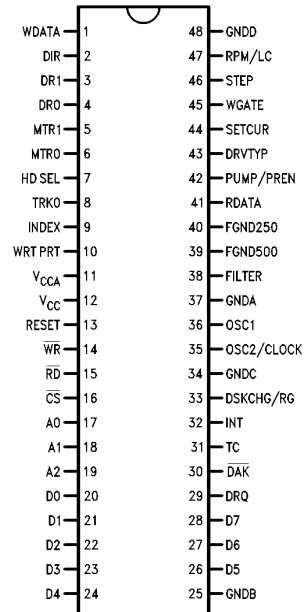 WDATA 1 48 GNDD
DIR 2 47 RPM/LC
DR1 3 46 STEP
DR0 4 45 WGATE
MTR1 5 44 SETCUR
MTR0 6 43 DRVTYP
HD SEL 7 42 PUMP/PREN
TRK0 8 41 RDATA
INDEX 9 40 FGND250
WRT PRT 10 39 FGND500
VCCA 11 38 FILTER
VCC 12 37 GNDA
RESET 13 36 OSC1
W̅R̅ 14 35 OSC2/CLOCK
R̅D̅ 15 34 GNDC
C̅S̅ 16 33 DSKCHG/RG
A0 17 32 INT
A1 18 31 TC
A2 19 30 D̅A̅K̅
D0 20 29 DRQ
D1 21 28 D7
D2 22 27 D6
D3 23 26 D5
D4 24 25 GNDB